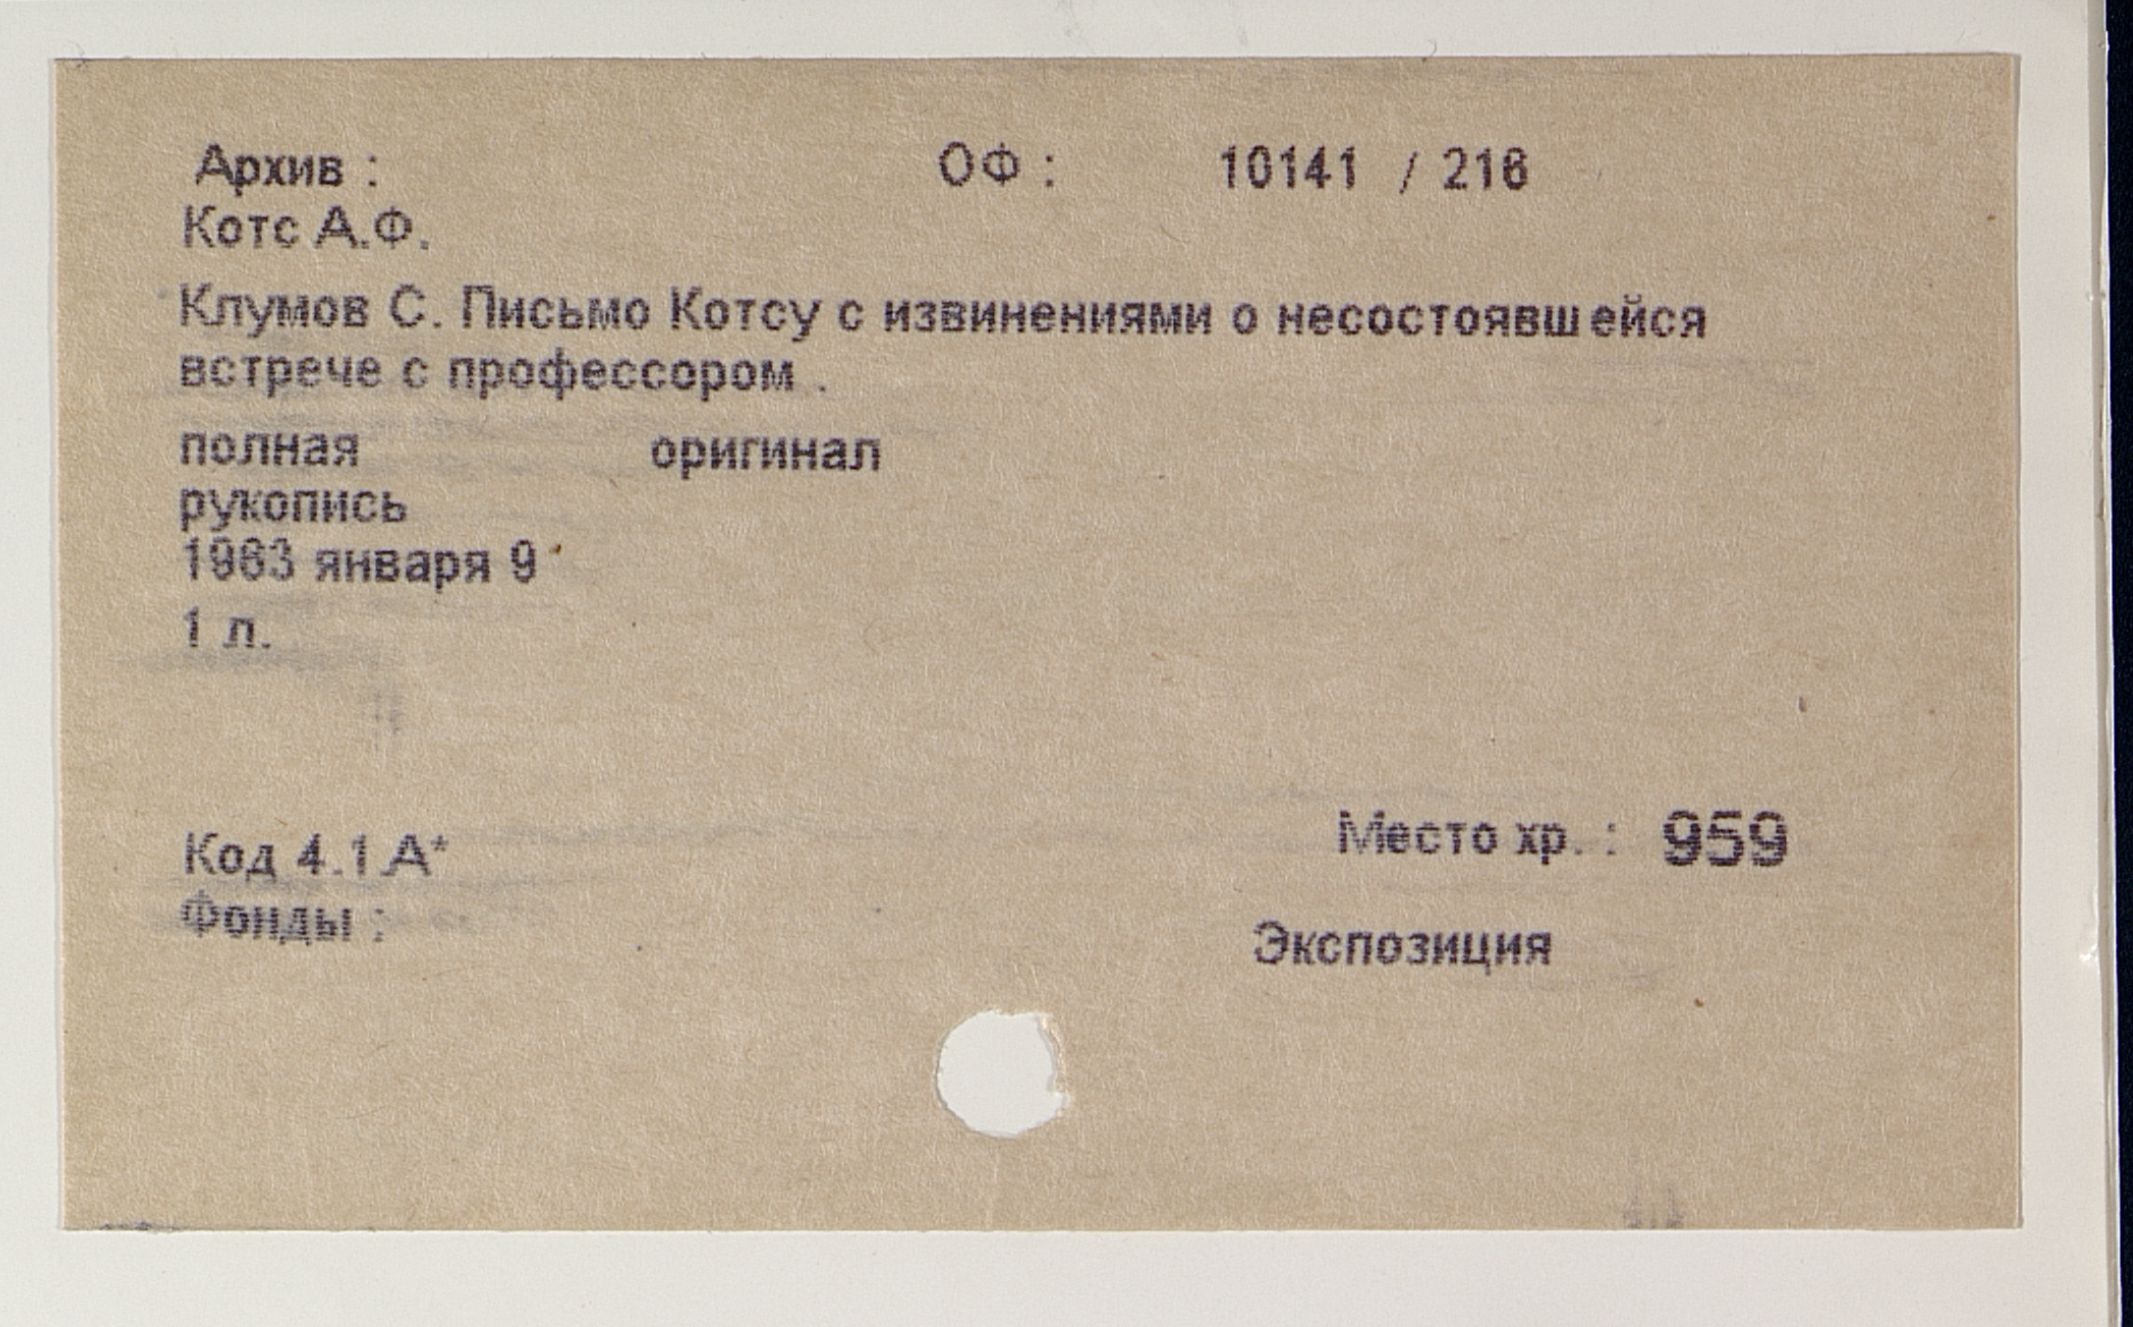 Архив : ОФ : 10141 / 216
Котс А.Ф.
Клумов С. Письмо Котсу с извинениями о несостоявшейся
встрече с профессором .
полная оригинал
рукопись
1963 января 9
1 л.
Место хр. : 959
Код 4.1.А*
Фонды :
Экспозиция